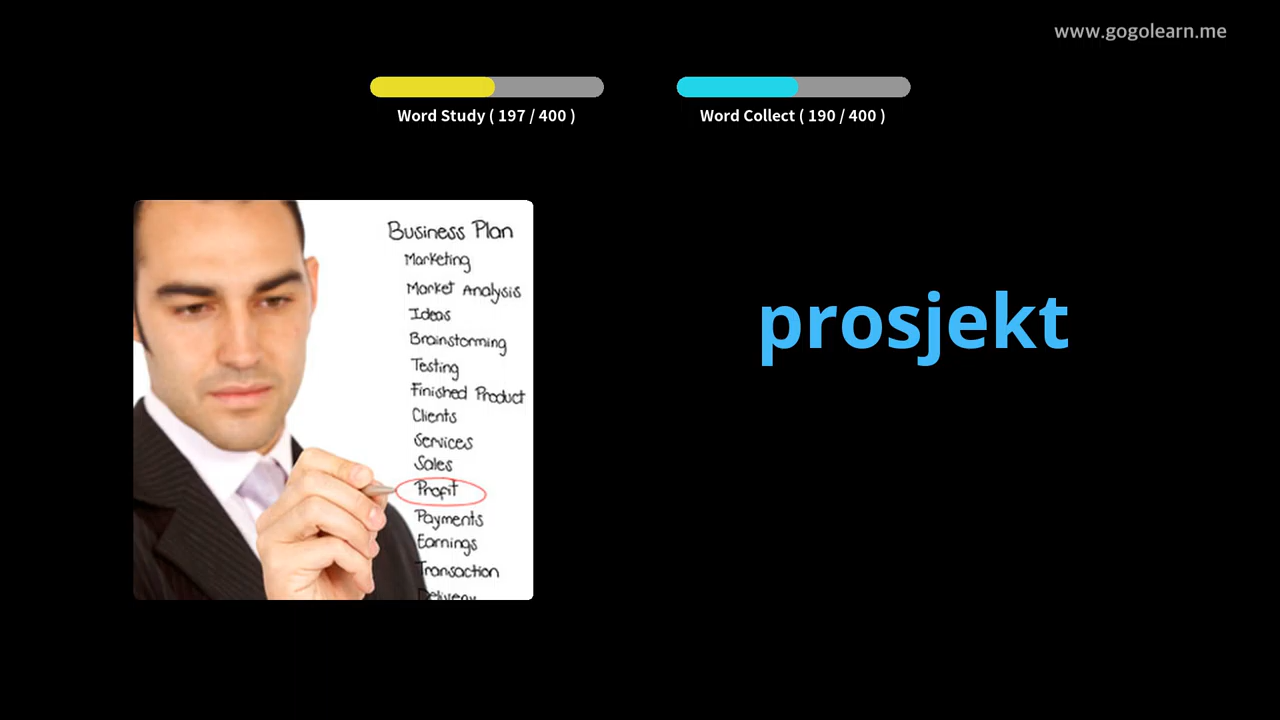 www.gogolearn.me
Word Study ( 197 / 400 )
Word Collect ( 190 / 400 )
Business Plan
Marketing
Market Analysis
Ideas
Brainstorming
Testing
Finished Product
Clients
Services
Sales
Profit
Payments
Earnings
Transaction
Delivery
prosjekt